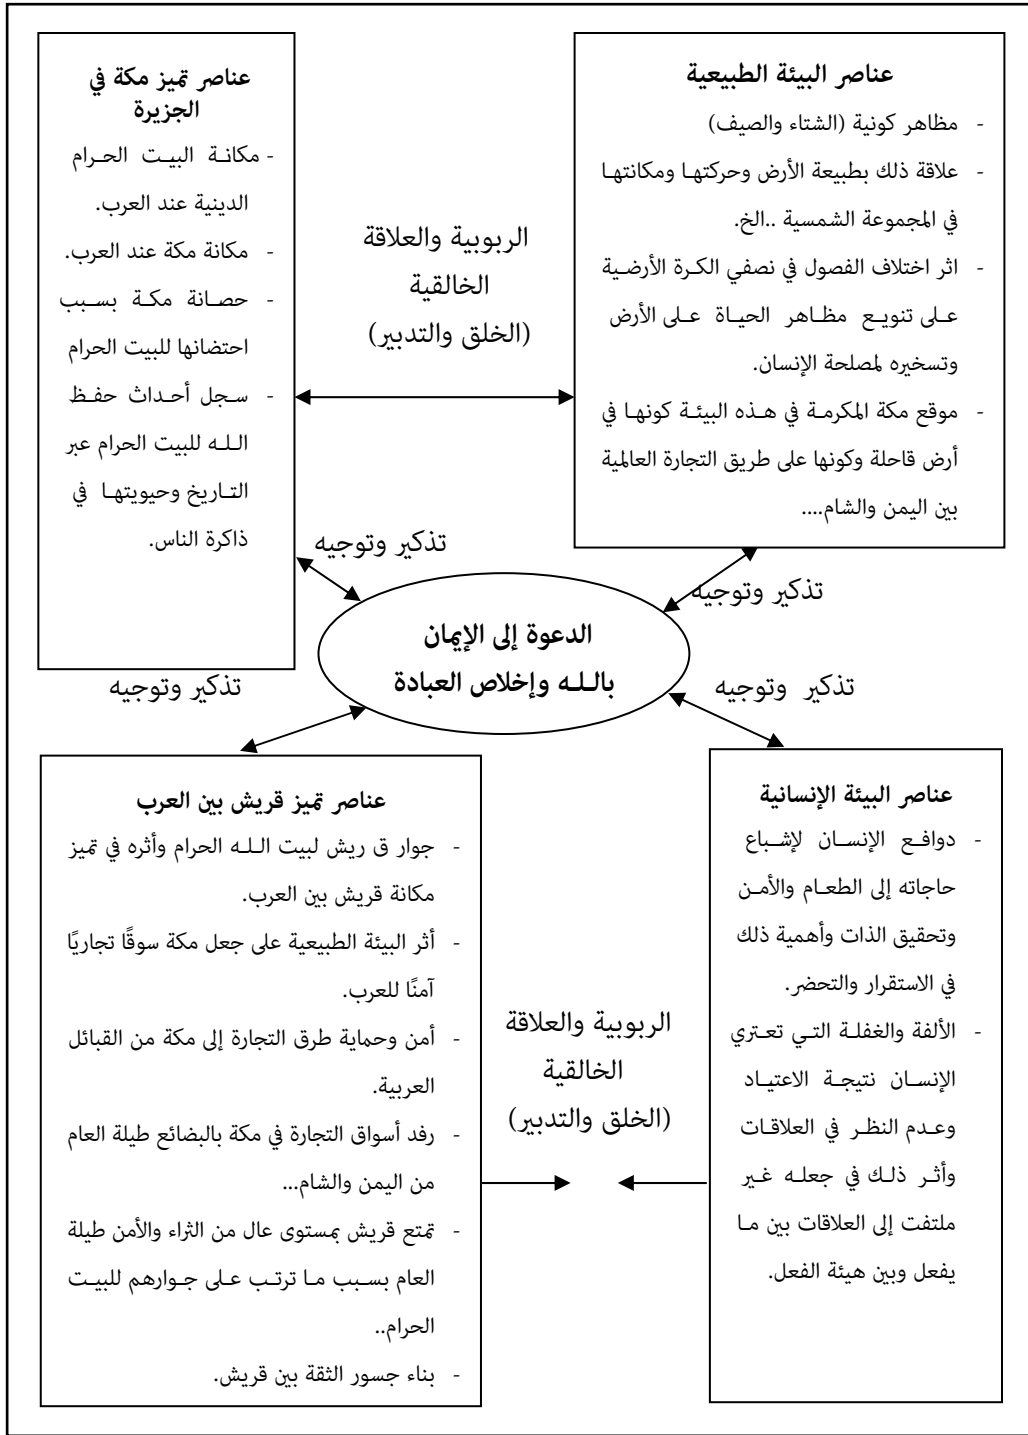 عناصر البيئة الطبيعية
- مظاهر كونية (الشتاء والصيف)
- علاقة ذلك بطبيعة الأرض وحركتها ومكانتها
في المجموعة الشمسية ..الخ.
- اثر اختلاف الفصول في نصفي الكرة الأرضية
على تنويع مظاهر الحياة على الأرض
وتسخيره لمصلحة الإنسان.
- موقع مكة المكرمة في هذه البيئة كونها في
أرض قاحلة وكونها على طريق التجارة العالمية
بين اليمن والشام....
الربوبية والعلاقة
الخالقية
(الخلق والتدبير)
عناصر تميز مكة في
الجزيرة
- مكانة البيت الحرام
الدينية عند العرب.
- مكانة مكة عند العرب.
- حصانة مكة بسبب
احتضانها للبيت الحرام
- سجل أحداث حفظ
الله للبيت الحرام عبر
التاريخ وحيويتها في
ذاكرة الناس.
تذكير وتوجيه
تذكير وتوجيه
الدعوة إلى الإيمان
بالله وإخلاص العبادة
تذكير وتوجيه
تذكير وتوجيه
عناصر البيئة الإنسانية
- دوافع الإنسان لإشباع
حاجاته إلى الطعام والأمن
وتحقيق الذات وأهمية ذلك
في الاستقرار والتحضر.
- الألفة والغفلة التي تعتري
الإنسان نتيجة الاعتياد
وعدم النظر في العلاقات
وأثر ذلك في جعله غير
ملتفت إلى العلاقات بين ما
يفعل وبين هيئة الفعل.
الربوبية والعلاقة
الخالقية
(الخلق والتدبير)
عناصر تميز قريش بين العرب
- جوار ق ريش لبيت الله الحرام وأثره في تميز
مكانة قريش بين العرب.
- أثر البيئة الطبيعية على جعل مكة سوقًا تجاريًا
آمنًا للعرب.
- أمن وحماية طرق التجارة إلى مكة من القبائل
العربية.
- رفد أسواق التجارة في مكة بالبضائع طيلة العام
من اليمن والشام...
- تمتع قريش بمستوى عال من الثراء والأمن طيلة
العام بسبب ما ترتب على جوارهم للبيت
الحرام..
- بناء جسور الثقة بين قريش.